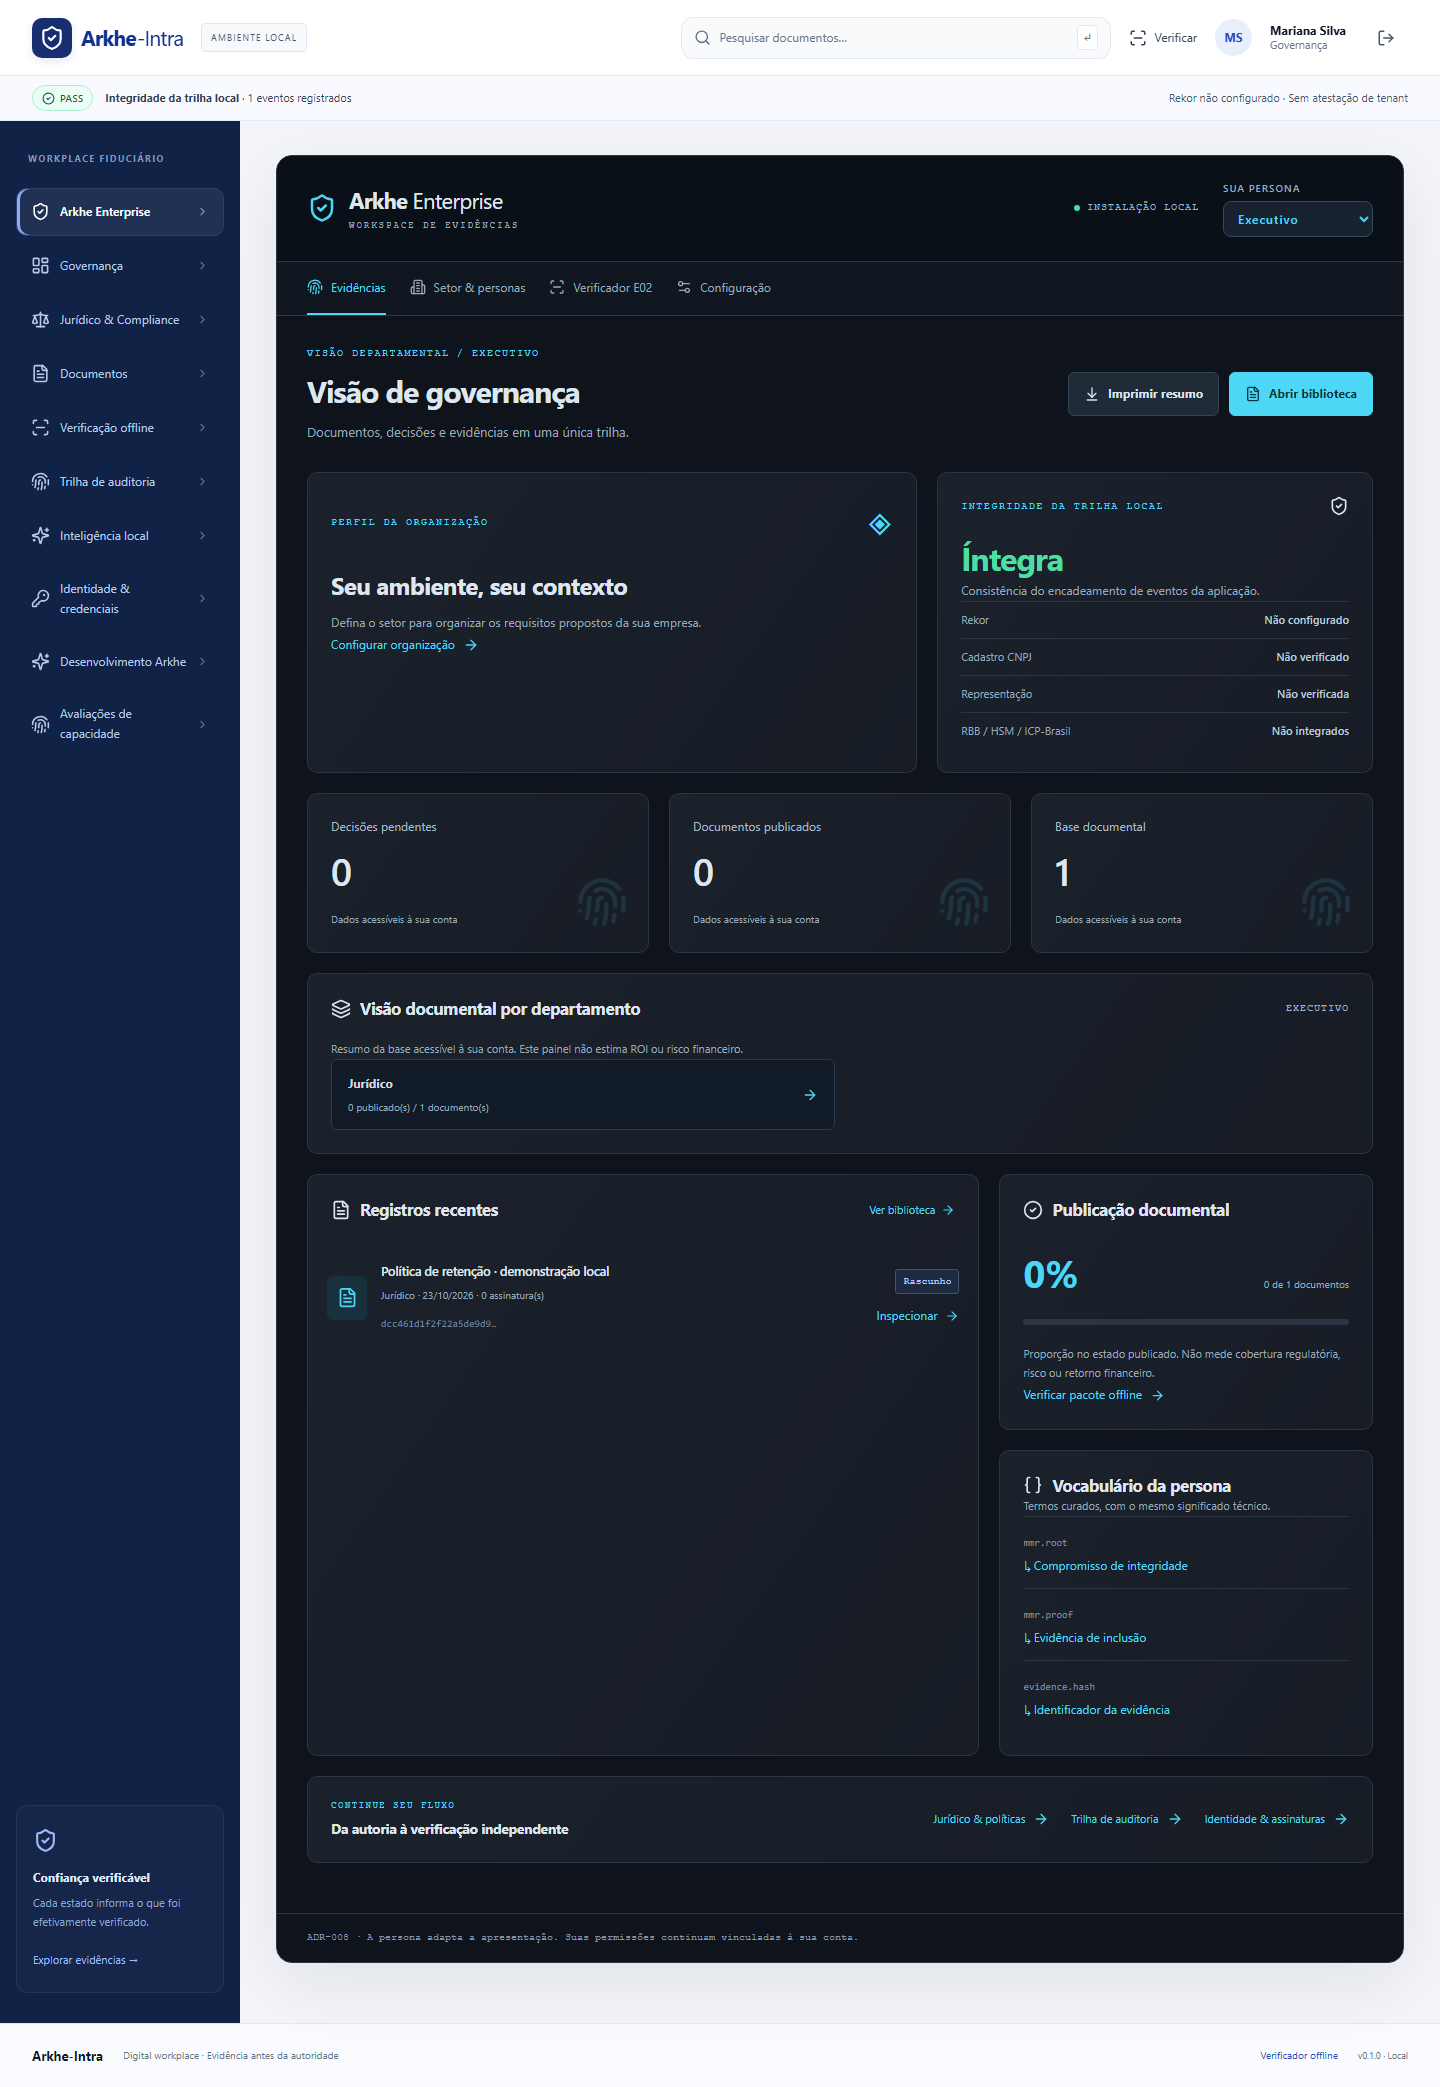 Arkhe-Intra
AMBIENTE LOCAL
Pesquisar documentos...
↵
Verificar
MS
Mariana Silva
Governança
PASS
Integridade da trilha local · 1 eventos registrados
Rekor não configurado · Sem atestação de tenant
WORKPLACE FIDUCIÁRIO
Arkhe Enterprise
Governança
Jurídico & Compliance
Documentos
Verificação offline
Trilha de auditoria
Inteligência local
Identidade &
credenciais
Desenvolvimento Arkhe
Avaliações de
capacidade
Confiança verificável
Cada estado informa o que foi
efetivamente verificado.
Explorar evidências →
Arkhe Enterprise
WORKSPACE DE EVIDÊNCIAS
INSTALAÇÃO LOCAL
SUA PERSONA
Executivo
Evidências
Setor & personas
Verificador E02
Configuração
VISÃO DEPARTAMENTAL / EXECUTIVO
Visão de governança
Documentos, decisões e evidências em uma única trilha.
Imprimir resumo
Abrir biblioteca
PERFIL DA ORGANIZAÇÃO
Seu ambiente, seu contexto
Defina o setor para organizar os requisitos propostos da sua empresa.
Configurar organização →
INTEGRIDADE DA TRILHA LOCAL
Íntegra
Consistência do encadeamento de eventos da aplicação.
Rekor Não configurado
Cadastro CNPJ Não verificado
Representação Não verificada
RBB / HSM / ICP-Brasil Não integrados
Decisões pendentes
0
Dados acessíveis à sua conta
Documentos publicados
0
Dados acessíveis à sua conta
Base documental
1
Dados acessíveis à sua conta
Visão documental por departamento
EXECUTIVO
Resumo da base acessível à sua conta. Este painel não estima ROI ou risco financeiro.
Jurídico
0 publicado(s) / 1 documento(s)
Registros recentes
Ver biblioteca →
Política de retenção · demonstração local
Jurídico · 23/10/2026 · 0 assinatura(s)
dcc461d1f2f22a5de9d9…
Rascunho
Inspecionar →
Publicação documental
0%
0 de 1 documentos
Proporção no estado publicado. Não mede cobertura regulatória,
risco ou retorno financeiro.
Verificar pacote offline →
Vocabulário da persona
Termos curados, com o mesmo significado técnico.
mmr.root
↳ Compromisso de integridade
mmr.proof
↳ Evidência de inclusão
evidence.hash
↳ Identificador da evidência
CONTINUE SEU FLUXO
Da autoria à verificação independente
Jurídico & políticas →
Trilha de auditoria →
Identidade & assinaturas →
ADR-008 · A persona adapta a apresentação. Suas permissões continuam vinculadas à sua conta.
Arkhe-Intra
Digital workplace · Evidência antes da autoridade
Verificador offline
v0.1.0 · Local